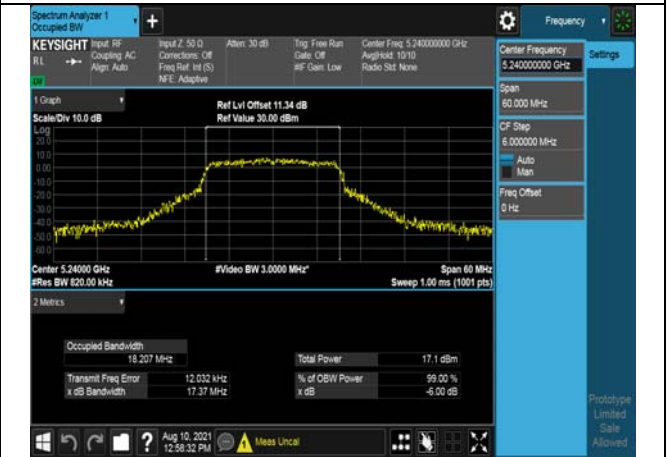 Spectrum Analyzer 1
Occupied BW
+
Frequency
KEYSIGHT
RL
Input: RF
Coupling: AC
Align: Auto
Input Z: 50 Ω
Corrections: Off
Freq Ref: Int (S)
NFE: Adaptive
Atten: 30 dB
Trig: Free Run
Gate: Off
#IF Gain: Low
Center Freq: 5.240000000 GHz
Avg|Hold: 10/10
Radio Std: None
Center Frequency
5.240000000 GHz
Settings
Span
60.000 MHz
CF Step
6.000000 MHz
Auto
Man
Freq Offset
0 Hz
1 Graph
Scale/Div 10.0 dB
Ref Lvl Offset 11.34 dB
Ref Value 30.00 dBm
Log
20.0
10.0
0.00
-10.0
-20.0
-30.0
-40.0
-50.0
-60.0
Center 5.24000 GHz
#Res BW 820.00 kHz
#Video BW 3.0000 MHz*
Span 60 MHz
Sweep 1.00 ms (1001 pts)
2 Metrics
Occupied Bandwidth
18.207 MHz
Total Power 17.1 dBm
Transmit Freq Error 12.032 kHz
% of OBW Power 99.00 %
x dB Bandwidth 17.37 MHz
x dB -6.00 dB
Prototype
Limited
Sale
Allowed
?
Aug 10, 2021
12:58:32 PM
Meas Uncal